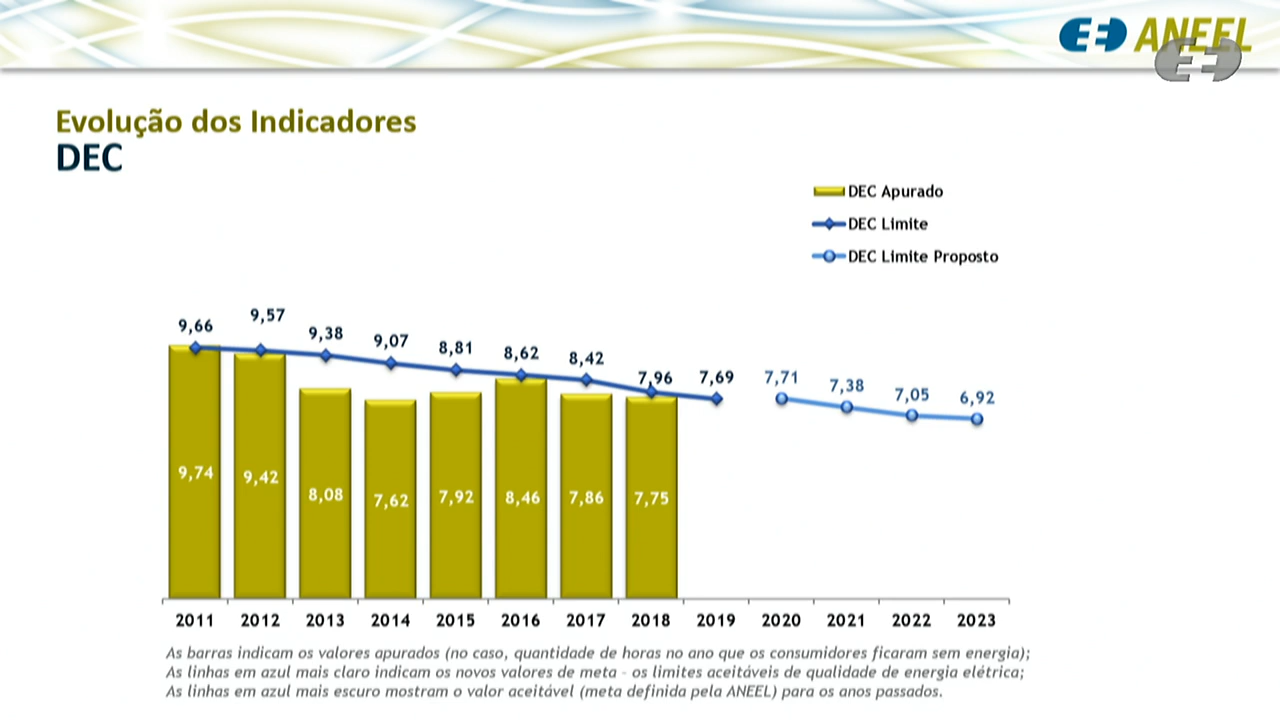 ANEEL
Evolução dos Indicadores
DEC
DEC Apurado
DEC Limite
DEC Limite Proposto
9,66 9,57 9,38 9,07 8,81 8,62 8,42 7,96 7,69 7,71 7,38 7,05 6,92
9,74 9,42 8,08 7,62 7,92 8,46 7,86 7,75
2011 2012 2013 2014 2015 2016 2017 2018 2019 2020 2021 2022 2023
As barras indicam os valores apurados (no caso, quantidade de horas no ano que os consumidores ficaram sem energia);
As linhas em azul mais claro indicam os novos valores de meta - os limites aceitáveis de qualidade de energia elétrica;
As linhas em azul mais escuro mostram o valor aceitável (meta definida pela ANEEL) para os anos passados.